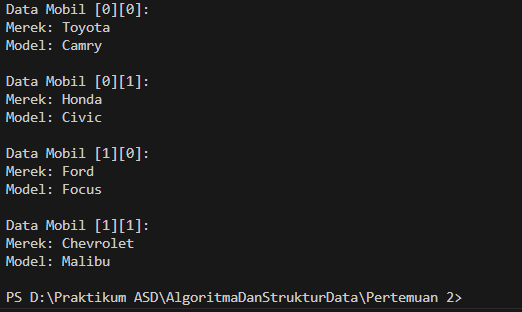 Data Mobil [0][0]:
Merek: Toyota
Model: Camry
Data Mobil [0][1]:
Merek: Honda
Model: Civic
Data Mobil [1][0]:
Merek: Ford
Model: Focus
Data Mobil [1][1]:
Merek: Chevrolet
Model: Malibu
PS D:\Praktikum ASD\AlgoritmaDanStrukturData\Pertemuan 2>